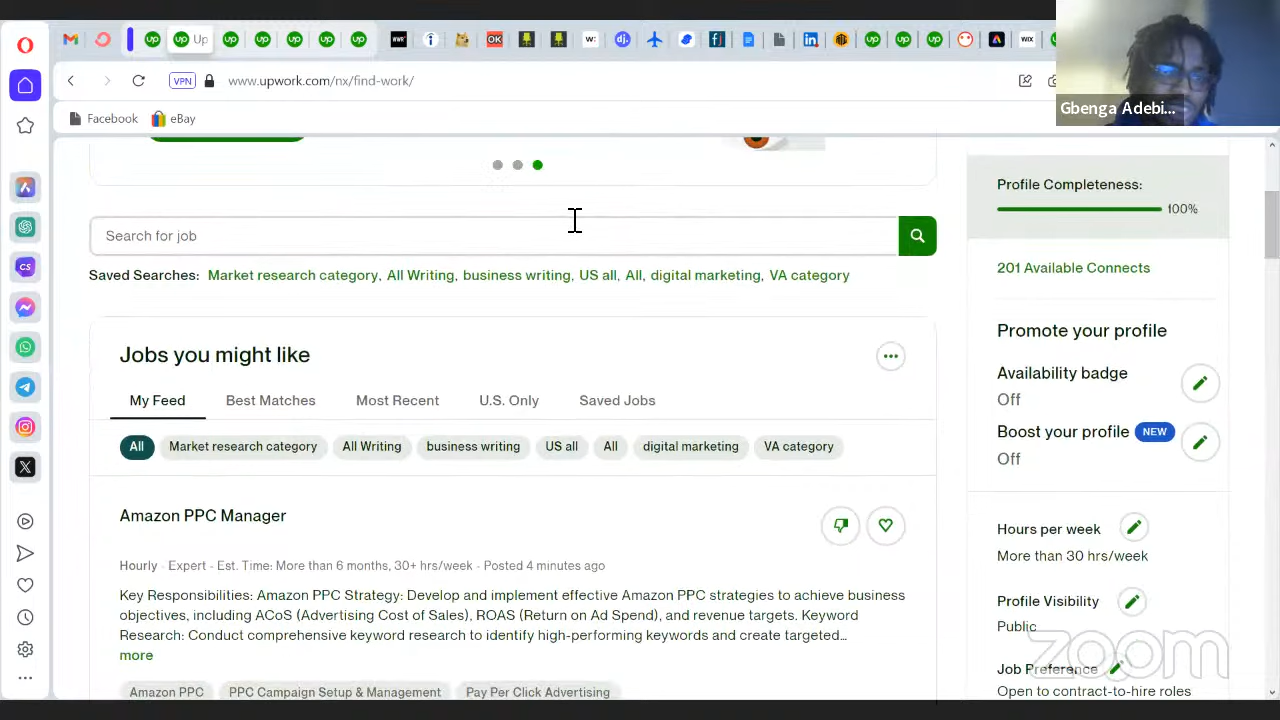 Up
WWR
OK
W:
dj
WIX
VPN
www.upwork.com/nx/find-work/
Gbenga Adebi...
Facebook
eBay
Profile Completeness:
100%
Search for job
Saved Searches: Market research category, All Writing, business writing, US all, All, digital marketing, VA category
201 Available Connects
Promote your profile
Jobs you might like
Availability badge
Off
My Feed
Best Matches
Most Recent
U.S. Only
Saved Jobs
Boost your profile NEW
Off
All
Market research category
All Writing
business writing
US all
All
digital marketing
VA category
CS
Amazon PPC Manager
Hours per week
More than 30 hrs/week
Hourly - Expert - Est. Time: More than 6 months, 30+ hrs/week - Posted 4 minutes ago
Key Responsibilities: Amazon PPC Strategy: Develop and implement effective Amazon PPC strategies to achieve business
objectives, including ACoS (Advertising Cost of Sales), ROAS (Return on Ad Spend), and revenue targets. Keyword
Research: Conduct comprehensive keyword research to identify high-performing keywords and create targeted...
more
Profile Visibility
Public
Job Preference
Open to contract-to-hire roles
Amazon PPC
PPC Campaign Setup & Management
Pay Per Click Advertising
zoom